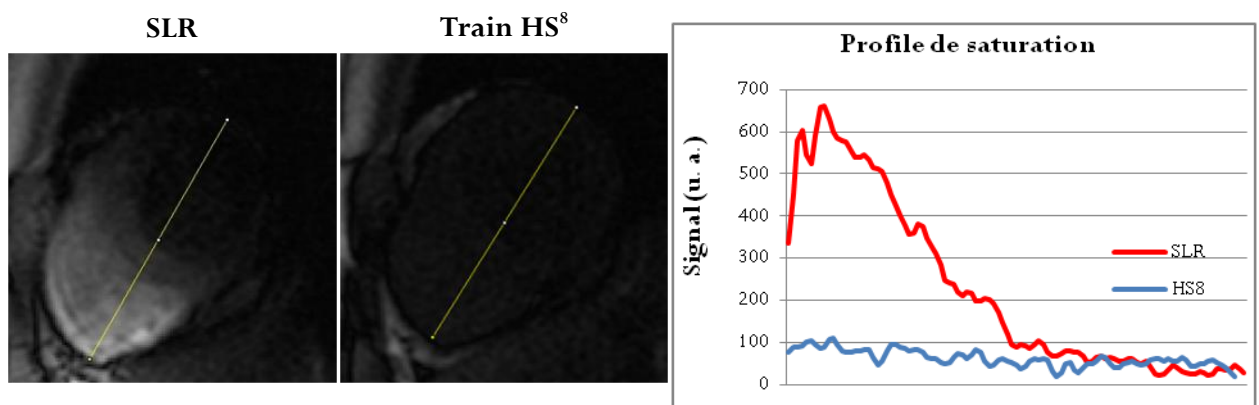 SLR
Train HS⁸
Profile de saturation
Signal (u. a.)
700
600
500
400
300
200
100
0
SLR
HS8